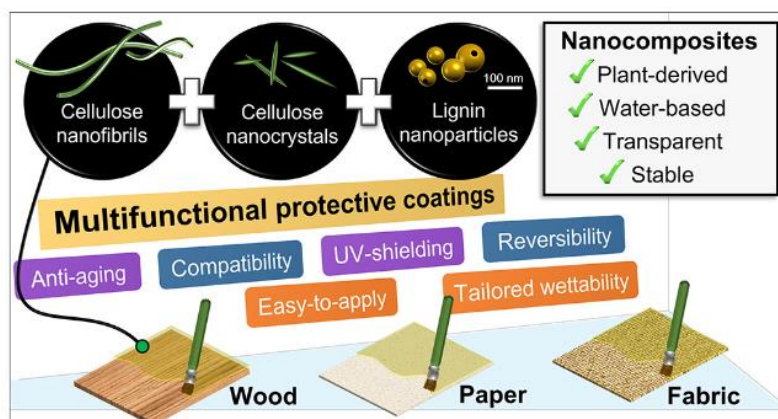 Cellulose
nanofibrils
Cellulose
nanocrystals
Lignin
nanoparticles
100 nm
Nanocomposites
Plant-derived
Water-based
Transparent
Stable
Multifunctional protective coatings
Anti-aging
Compatibility
UV-shielding
Reversibility
Easy-to-apply
Tailored wettability
Wood
Paper
Fabric